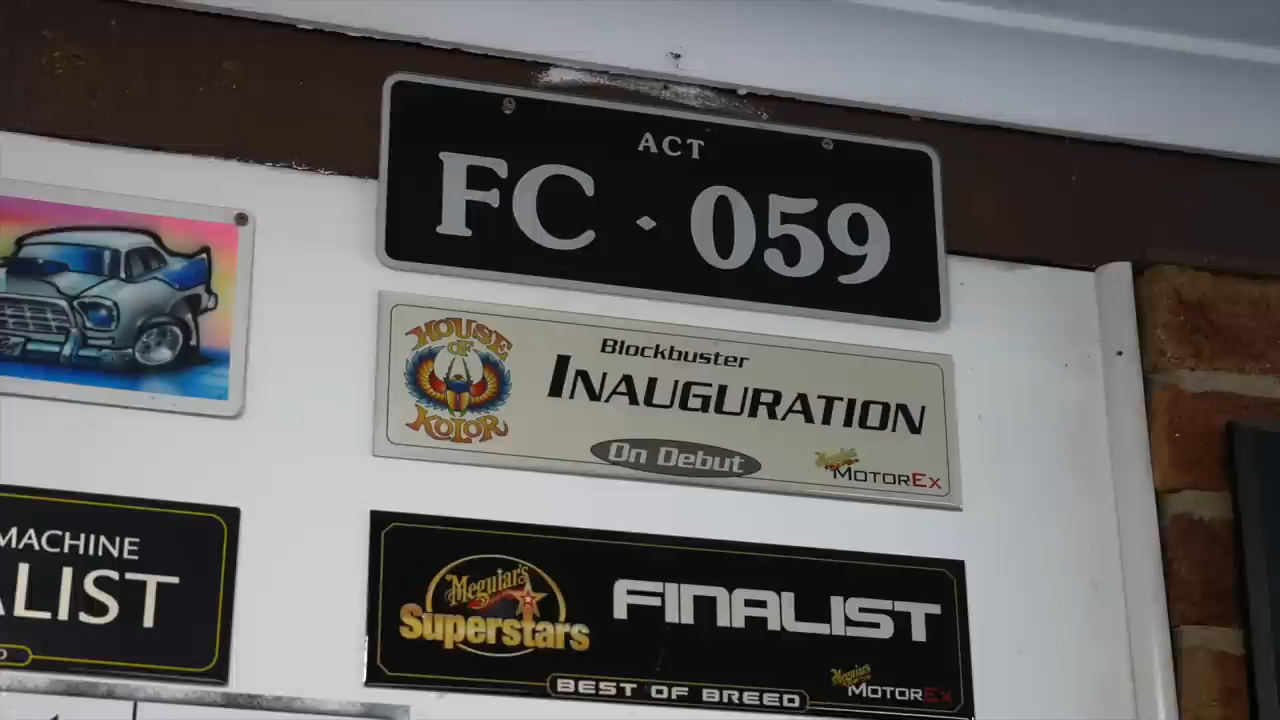 ACT
FC · 059
HOUSE
OF
KOLOR
Blockbuster
INAUGURATION
On Debut
Meguiar's
MOTOREX
MACHINE
ALIST
Meguiar's
Superstars
FINALIST
BEST OF BREED
Meguiar's
MOTOREX